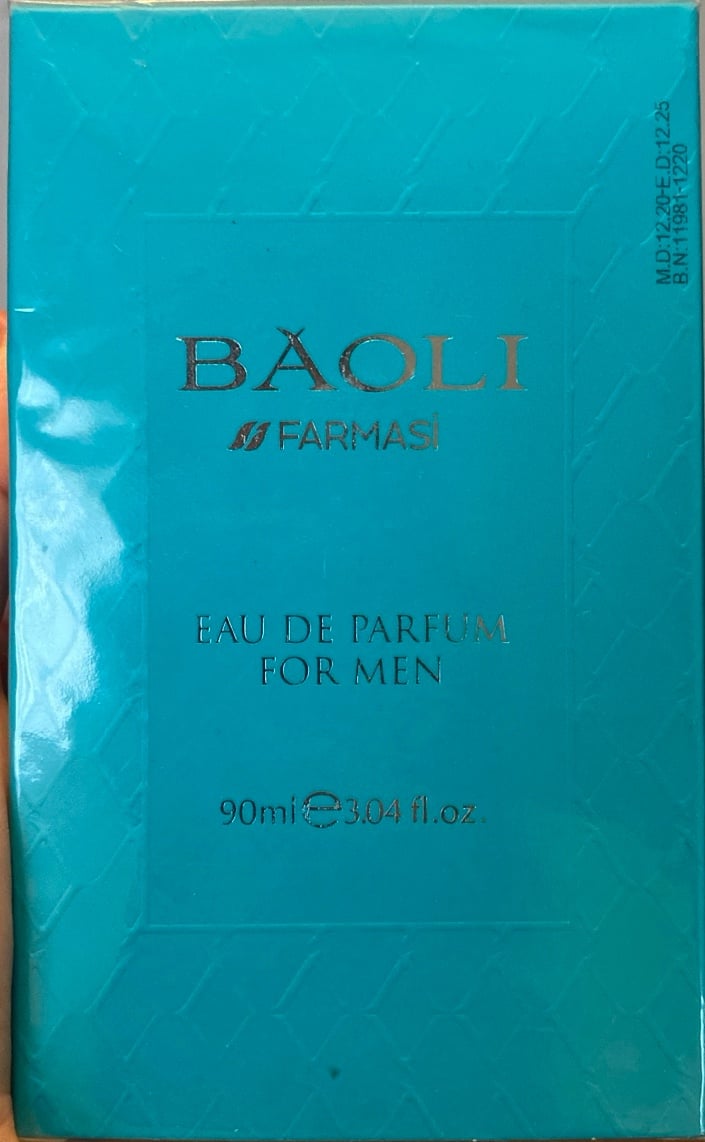 M.D:12.20-E.D:12.25
B.N:11981-1220
BAOLI
FARMASİ
EAU DE PARFUM
FOR MEN
90ml ℮ 3.04 fl.oz.